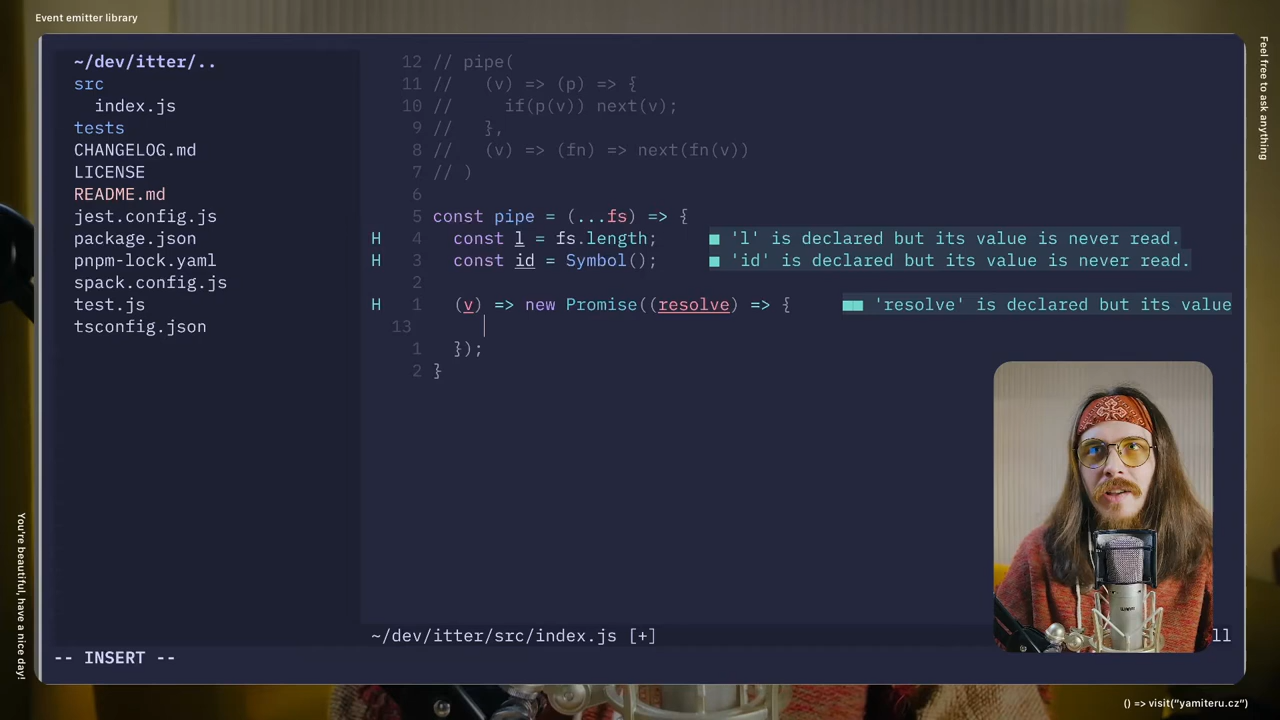 Event emitter library
Feel free to ask anything
You're beautiful, have a nice day!
~/dev/itter/..
src
index.js
tests
CHANGELOG.md
LICENSE
README.md
jest.config.js
package.json
pnpm-lock.yaml
spack.config.js
test.js
tsconfig.json
12 // pipe(
11 //   (v) => (p) => {
10 //     if(p(v)) next(v);
9 //   },
8 //   (v) => (fn) => next(fn(v))
7 // )
6
5 const pipe = (...fs) => {
H 4   const l = fs.length;     ■ 'l' is declared but its value is never read.
H 3   const id = Symbol();     ■ 'id' is declared but its value is never read.
2
H 1   (v) => new Promise((resolve) => {     ■■ 'resolve' is declared but its value
13
1   });
2 }
~/dev/itter/src/index.js [+]
ll
-- INSERT --
() => visit("yamiteru.cz")